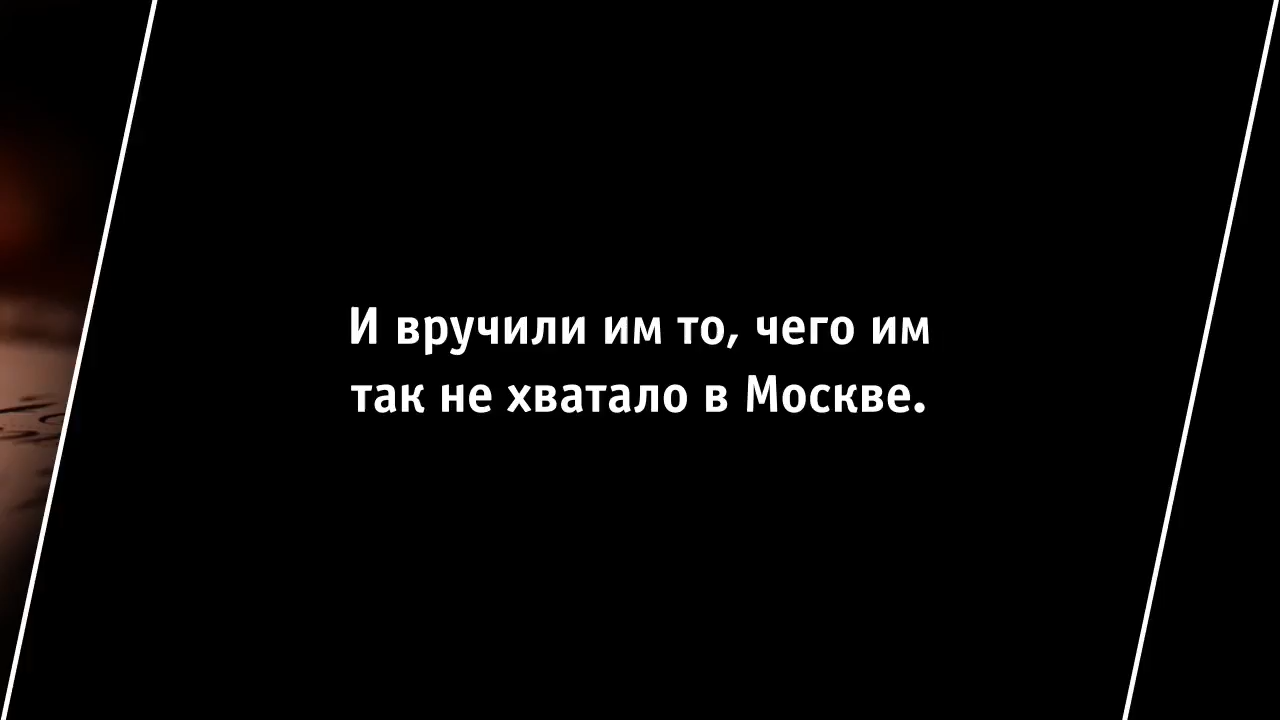 И вручили им то, чего им
так не хватало в Москве.